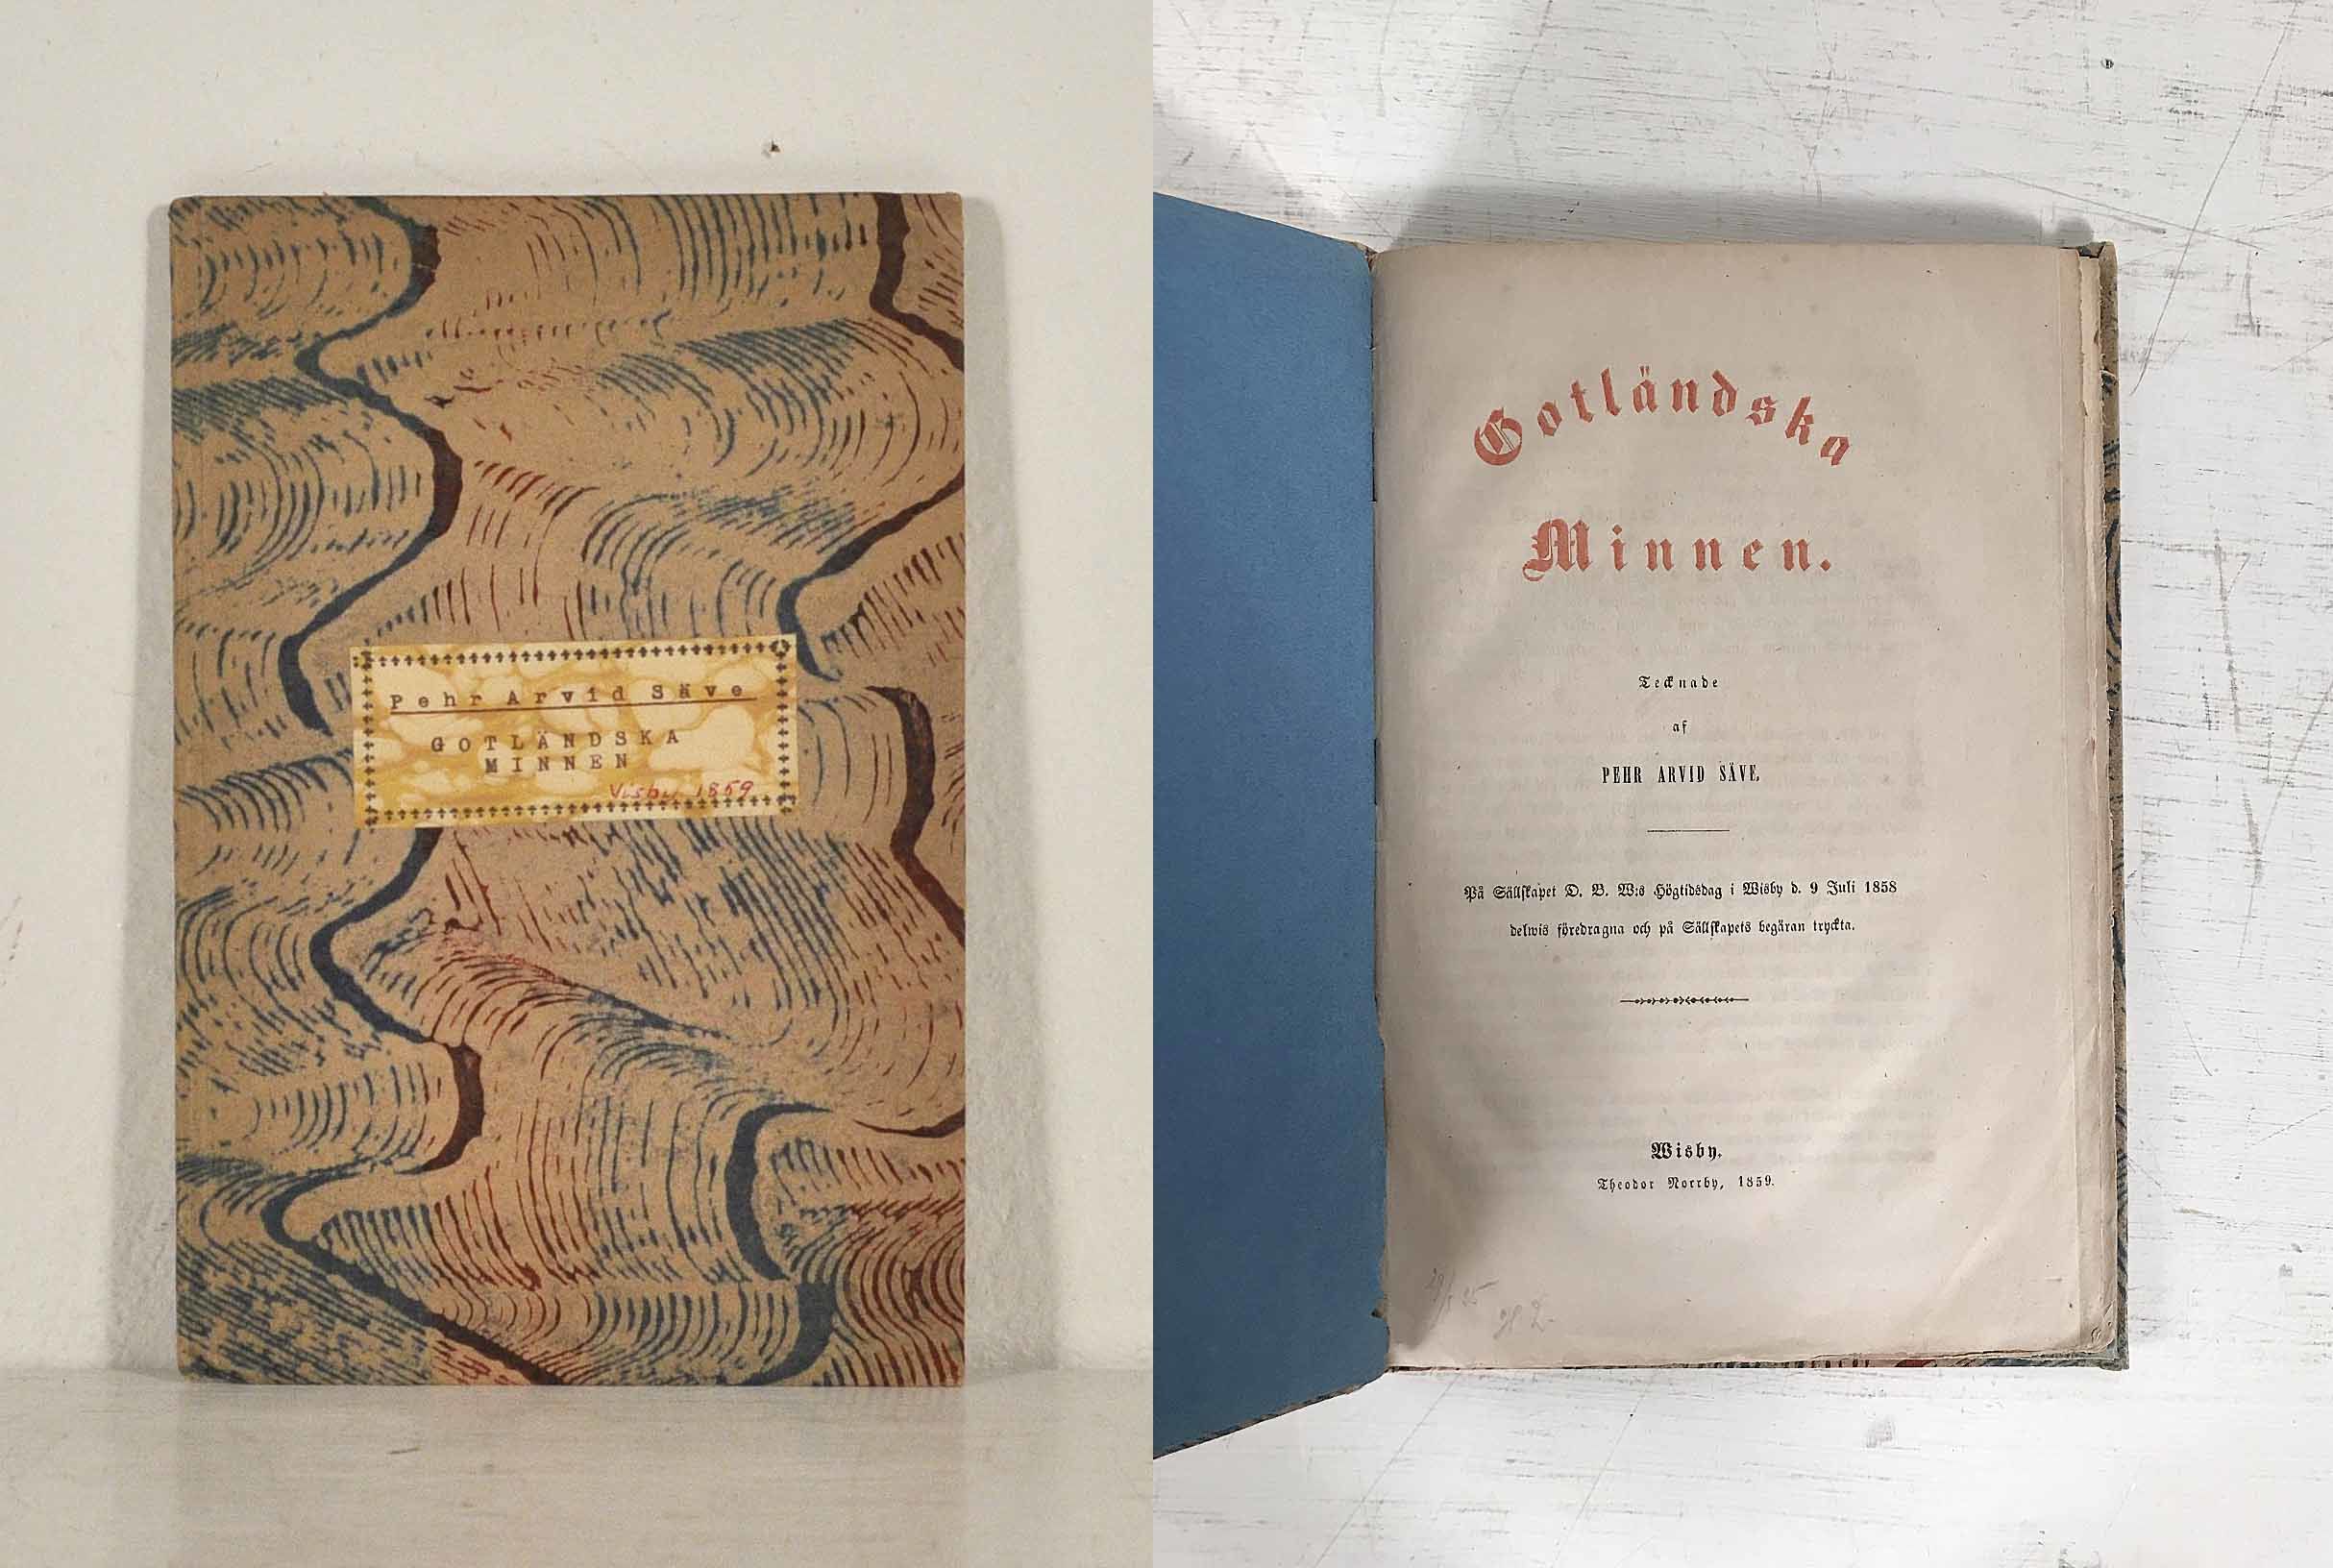 Pehr Arvid Säve
GOTLÄNDSKA
MINNEN
Visby 1859
Gotländska
Minnen.
Tecknade
af
PEHR ARVID SÄVE.
På Sällskapet D. B. W:s Högtidsdag i Wisby d. 9 Juli 1858
delwis föredragna och på Sällskapets begäran tryckta.
Wisby.
Theodor Norrby, 1859.